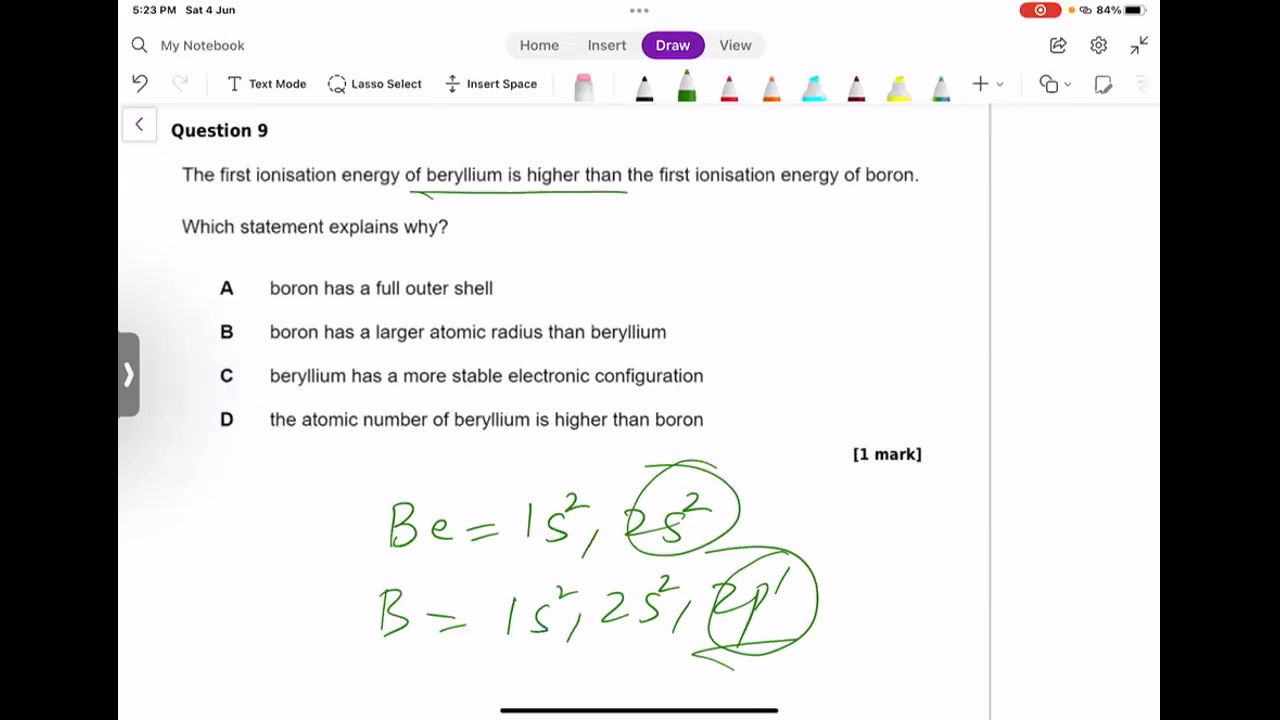 5:23 PM Sat 4 Jun
84%
My Notebook
Home Insert Draw View
Text Mode Lasso Select Insert Space
Question 9
The first ionisation energy of beryllium is higher than the first ionisation energy of boron.
Which statement explains why?
A boron has a full outer shell
B boron has a larger atomic radius than beryllium
C beryllium has a more stable electronic configuration
D the atomic number of beryllium is higher than boron
[1 mark]
Be = 1s², 2s²
B = 1s², 2s², 2p¹